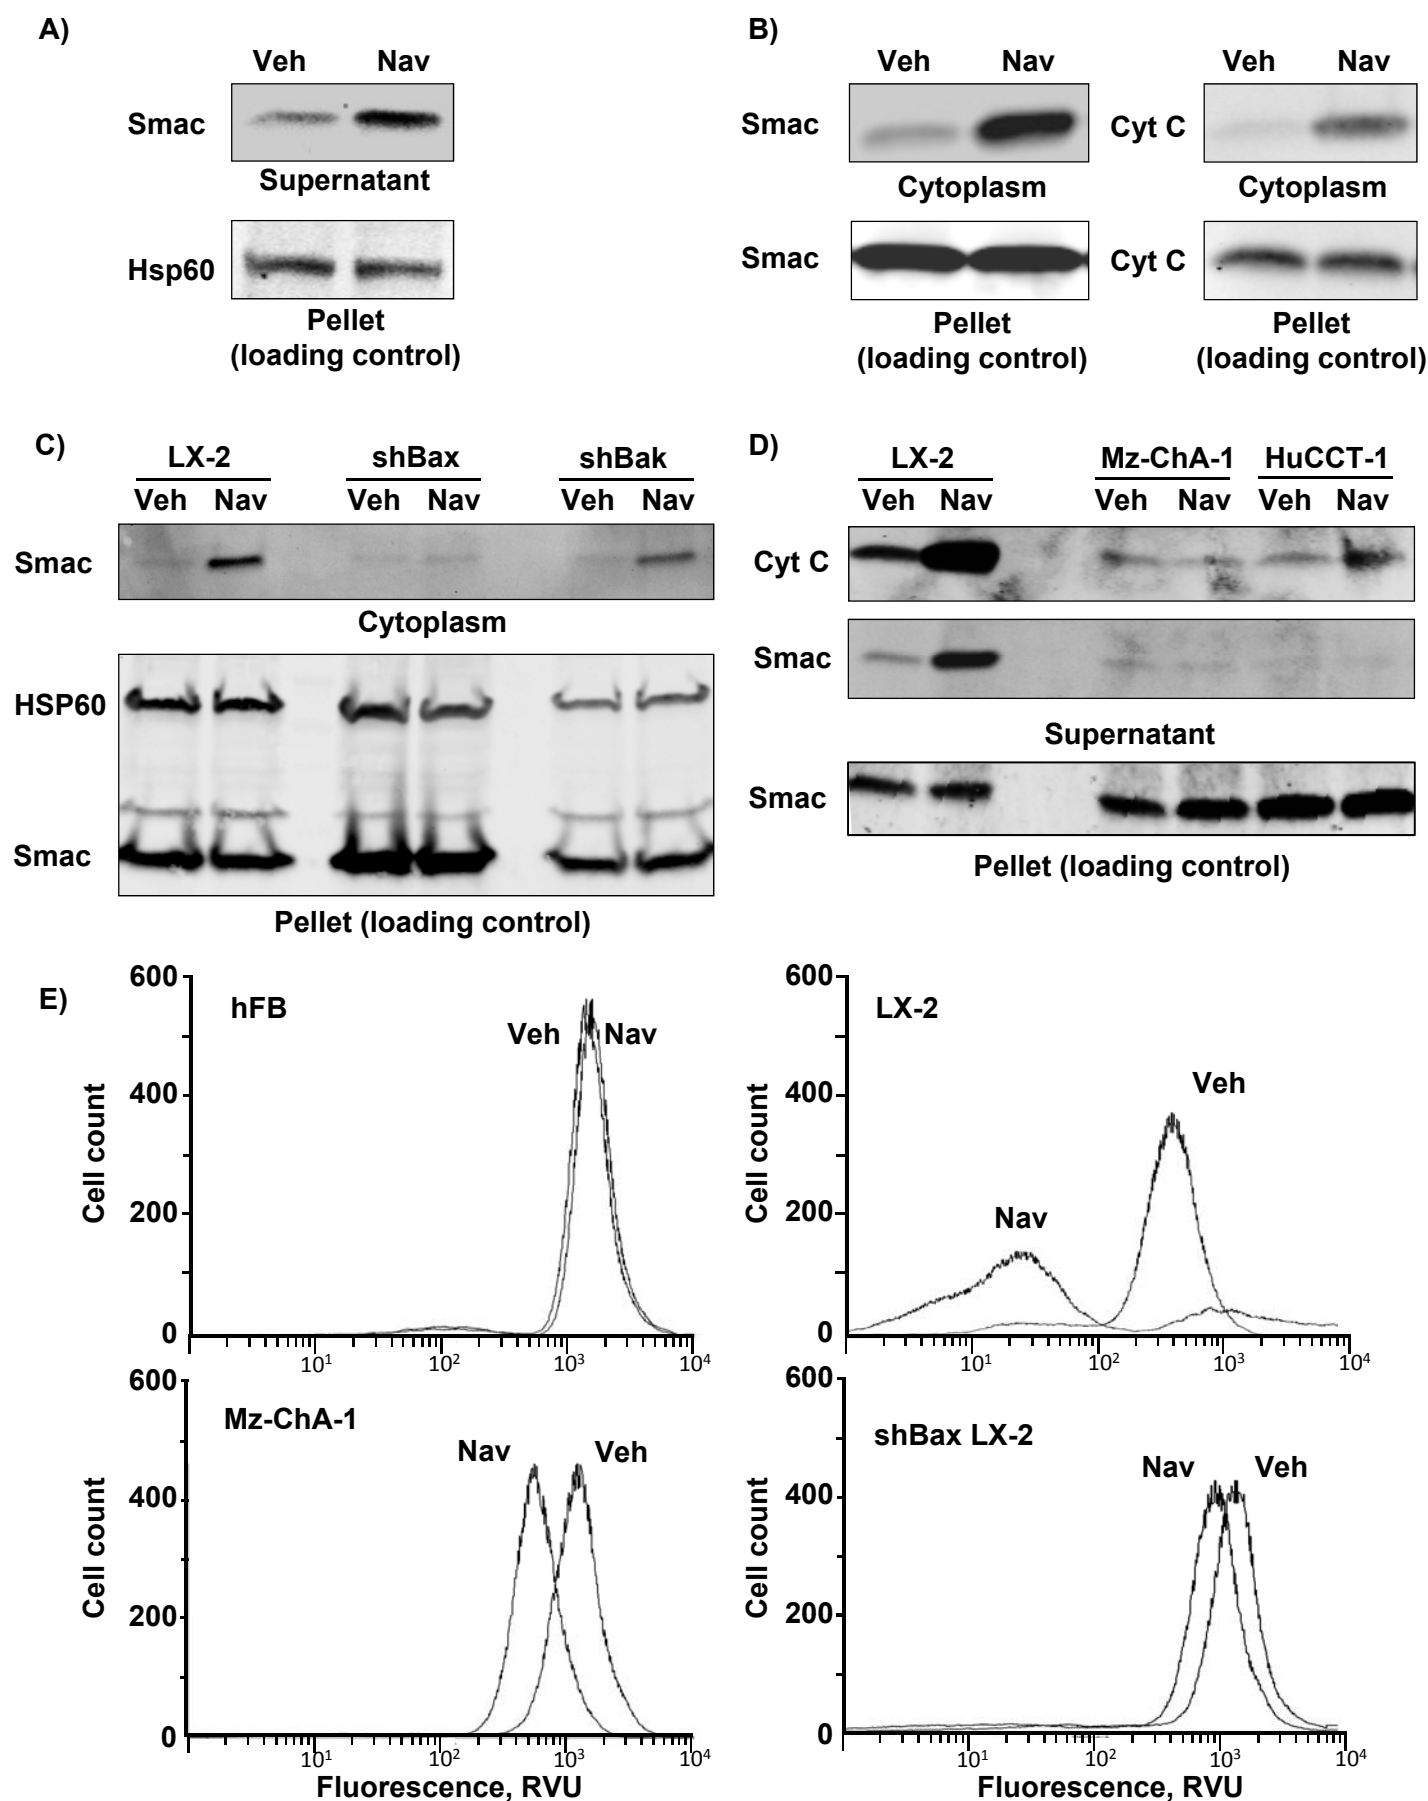 A)
Veh Nav
Smac
Supernatant
Hsp60
Pellet
(loading control)
B)
Veh Nav Veh Nav
Smac Cyt C
Cytoplasm Cytoplasm
Smac Cyt C
Pellet Pellet
(loading control) (loading control)
C)
LX-2 shBax shBak
Veh Nav Veh Nav Veh Nav
Smac
Cytoplasm
HSP60
Smac
Pellet (loading control)
D)
LX-2 Mz-ChA-1 HuCCT-1
Veh Nav Veh Nav Veh Nav
Cyt C
Smac
Supernatant
Smac
Pellet (loading control)
E)
600
hFB
Veh Nav
400
Cell count
200
0
10¹ 10² 10³ 10⁴
600
LX-2
Veh
400
Cell count
200
Nav
0
10¹ 10² 10³ 10⁴
600
Mz-ChA-1
Nav Veh
400
Cell count
200
0
10¹ 10² 10³ 10⁴
Fluorescence, RVU
600
shBax LX-2
Nav Veh
400
Cell count
200
0
10¹ 10² 10³ 10⁴
Fluorescence, RVU